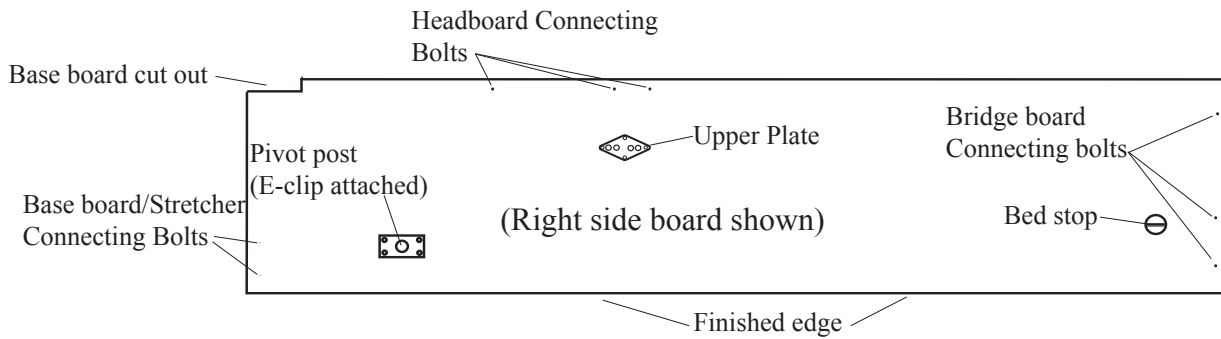 Headboard Connecting
Bolts
Base board cut out
Upper Plate
Bridge board
Connecting bolts
Pivot post
(E-clip attached)
Base board/Stretcher
Connecting Bolts
(Right side board shown)
Bed stop
Finished edge